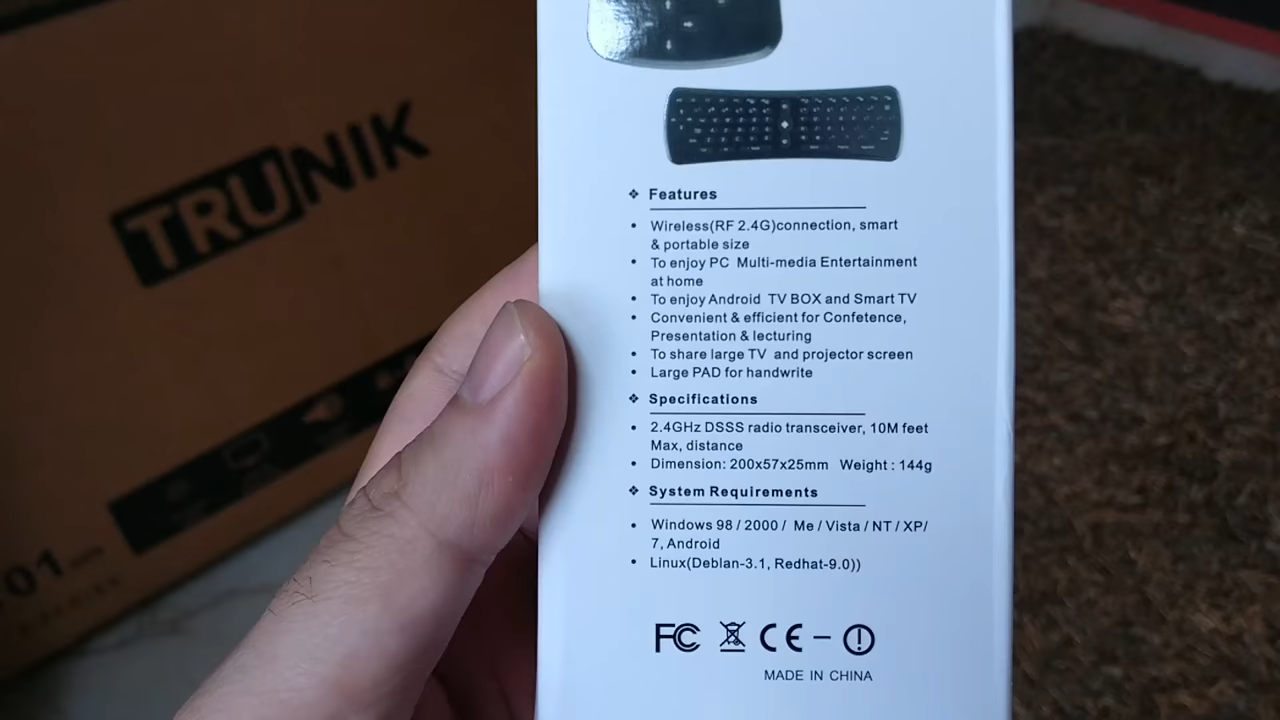 TRUNIK
01
❖ Features
• Wireless(RF 2.4G)connection, smart
& portable size
• To enjoy PC Multi-media Entertainment
at home
• To enjoy Android TV BOX and Smart TV
• Convenient & efficient for Confetence,
Presentation & lecturing
• To share large TV and projector screen
• Large PAD for handwrite
❖ Specifications
• 2.4GHz DSSS radio transceiver, 10M feet
Max, distance
• Dimension: 200x57x25mm Weight : 144g
❖ System Requirements
• Windows 98 / 2000 / Me / Vista / NT / XP/
7, Android
• Linux(Deblan-3.1, Redhat-9.0))
FC CE
MADE IN CHINA